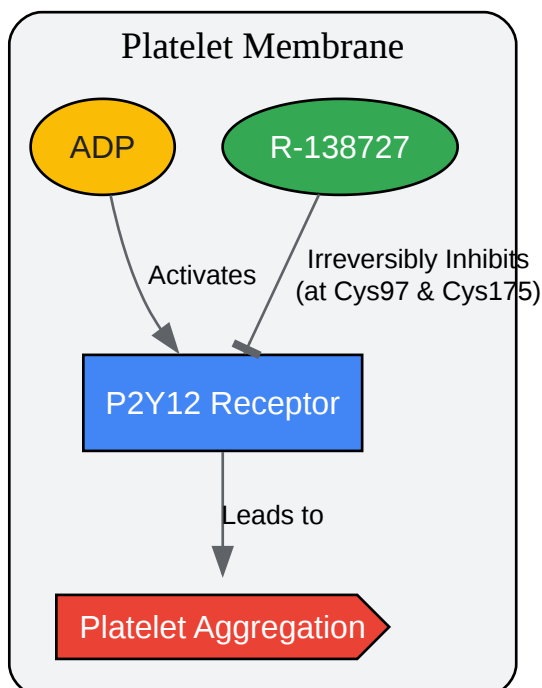 Platelet Membrane
ADP
R-138727
Activates
Irreversibly Inhibits
(at Cys97 & Cys175)
P2Y12 Receptor
Leads to
Platelet Aggregation